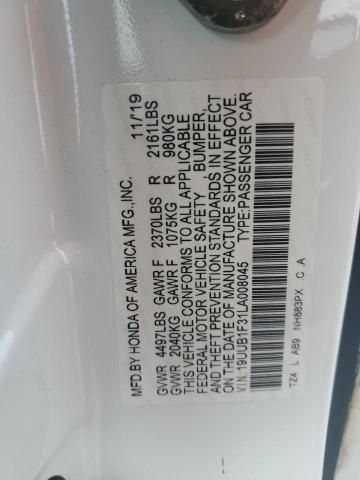 MFD.BY HONDA OF AMERICA MFG.,INC. 11/19
GVWR 4497LBS GAWR F 2370LBS R 2161LBS
GVWR 2040KG GAWR F 1075KG R 980KG
THIS VEHICLE CONFORMS TO ALL APPLICABLE
FEDERAL MOTOR VEHICLE SAFETY, BUMPER,
AND THEFT PREVENTION STANDARDS IN EFFECT
ON THE DATE OF MANUFACTURE SHOWN ABOVE.
V.I.N.:19UUB1F31LA008045 TYPE:PASSENGER CAR
TZ4 L AB9 NH883PX C A